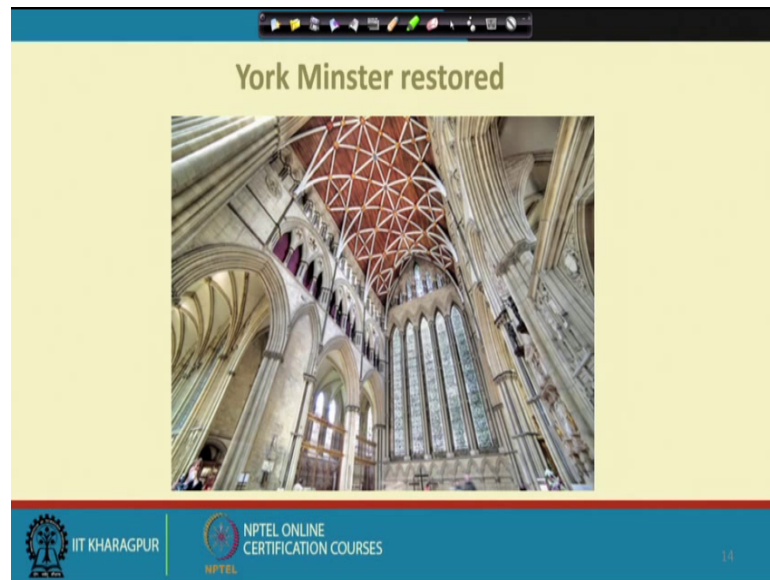 York Minster restored
IIT KHARAGPUR
NPTEL
NPTEL ONLINE
CERTIFICATION COURSES
14